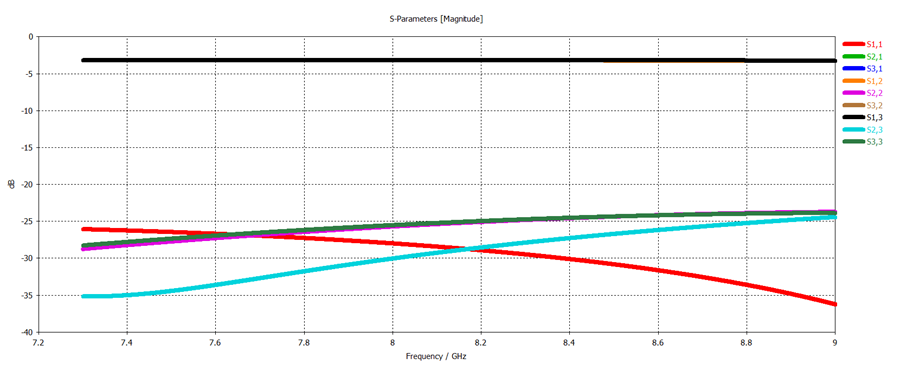 S-Parameters [Magnitude]
0
-5
-10
-15
-20
-25
-30
-35
-40
dB
7.2
7.4
7.6
7.8
8
8.2
8.4
8.6
8.8
9
Frequency / GHz
S1,1
S2,1
S3,1
S1,2
S2,2
S3,2
S1,3
S2,3
S3,3